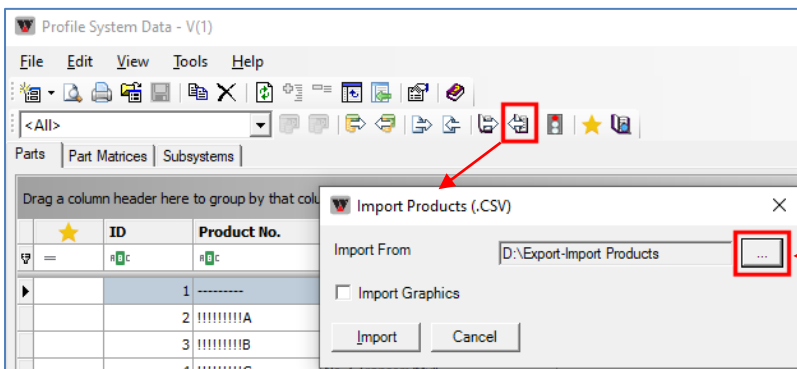 Profile System Data - V(1)
File Edit View Tools Help
<All>
Parts Part Matrices Subsystems
Drag a column header here to group by that colu
ID Product No.
= ABC ABC
1 ---------
2 !!!!!!!!!A
3 !!!!!!!!!B
Import Products (.CSV)
Import From D:\Export-Import Products ...
Import Graphics
Import Cancel